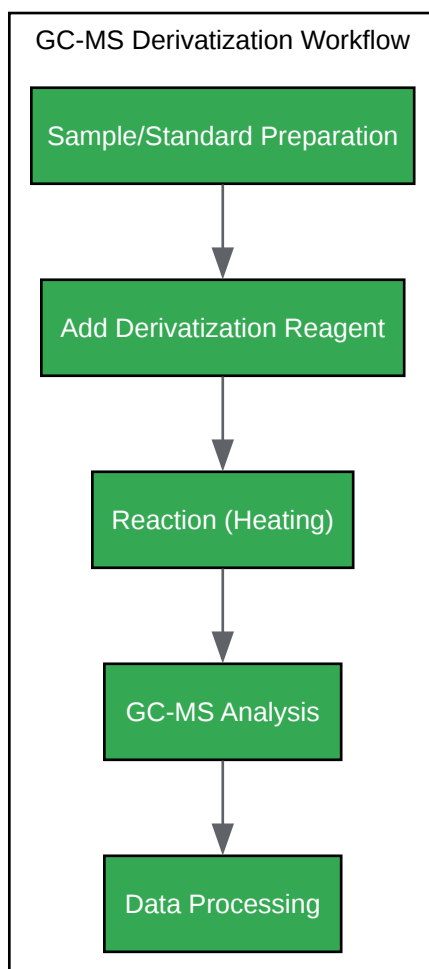 GC-MS Derivatization Workflow
Sample/Standard Preparation
Add Derivatization Reagent
Reaction (Heating)
GC-MS Analysis
Data Processing